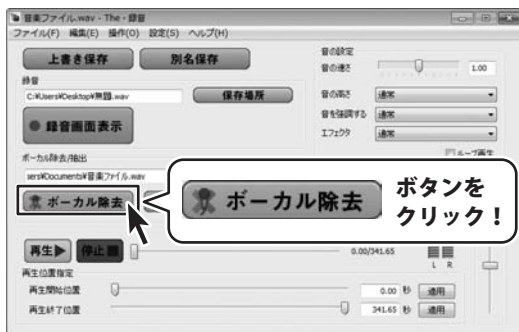 音楽ファイル.wav - The・録音
ファイル(F) 編集(E) 操作(O) 設定(S) ヘルプ(H)
上書き保存 別名保存
録音
C:¥Users¥Desktop¥無題.wav 保存場所
録音画面表示
音の設定
音の速さ 1.00
音の高さ 通常
音を強調する 通常
エフェクタ 通常
ループ再生
ボーカル除去/抽出
sers¥Documents¥音楽ファイル.wav
ボーカル除去
ボーカル除去
ボタンを
クリック！
再生▶ 停止■ 0.00/341.65
L R
再生位置指定
再生開始位置 0.00 秒 適用
再生終了位置 341.65 秒 適用